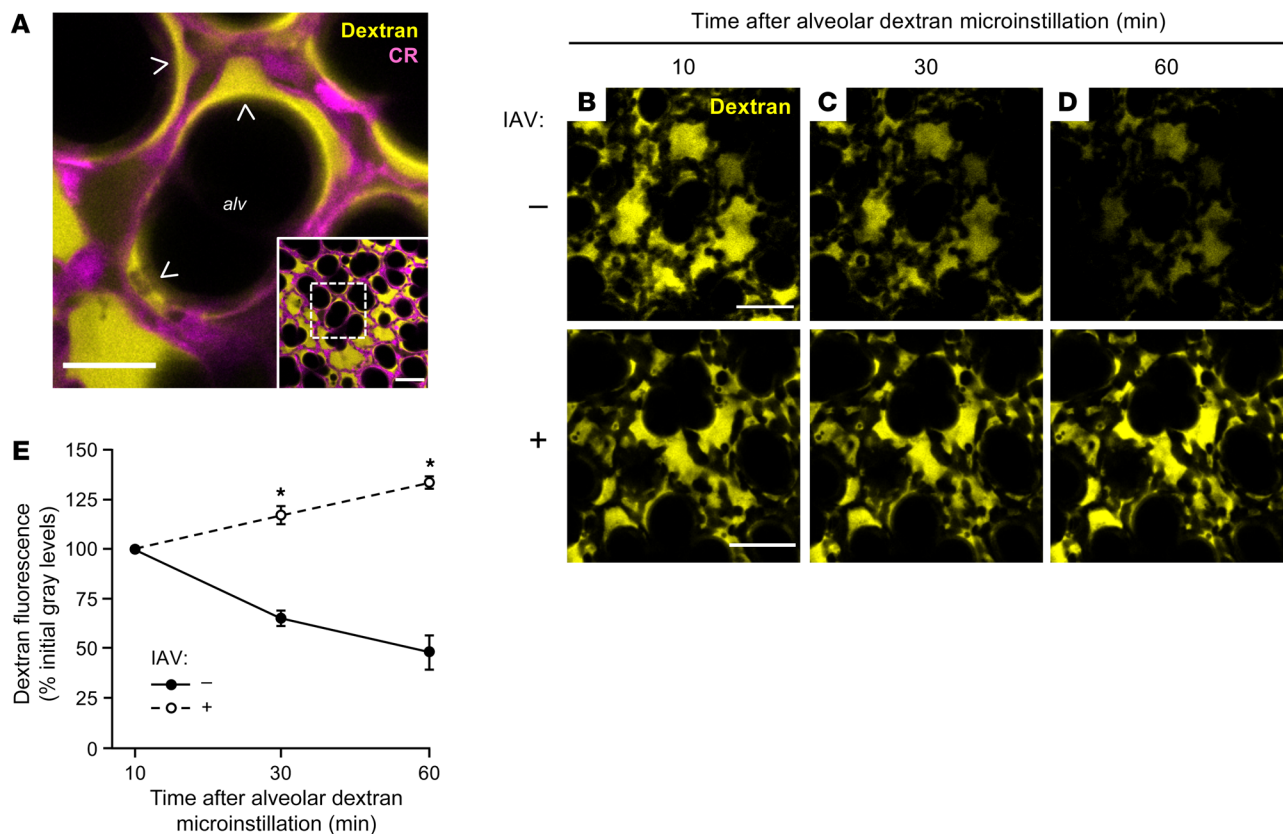 A
Dextran
CR
alv
Time after alveolar dextran microinstillation (min)
10
30
60
IAV:
B
Dextran
C
D
–
+
E
150
125
100
75
50
25
0
Dextran fluorescence
(% initial gray levels)
*
*
IAV:
–
+
10
30
60
Time after alveolar dextran
microinstillation (min)